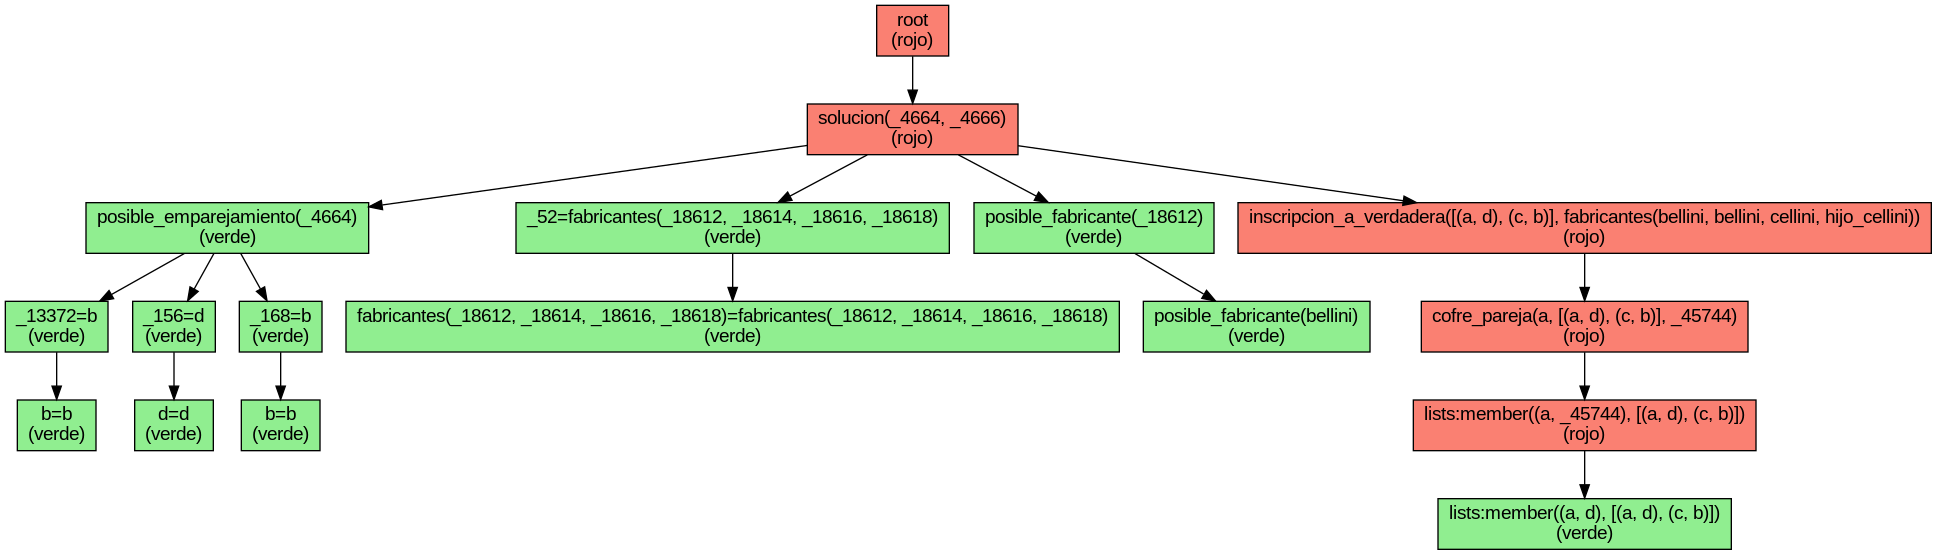 root
(rojo)
solucion(_4664, _4666)
(rojo)
posible_emparejamiento(_4664)
(verde)
_52=fabricantes(_18612, _18614, _18616, _18618)
(verde)
posible_fabricante(_18612)
(verde)
inscripcion_a_verdadera([(a, d), (c, b)], fabricantes(bellini, bellini, cellini, hijo_cellini))
(rojo)
_13372=b
(verde)
_156=d
(verde)
_168=b
(verde)
fabricantes(_18612, _18614, _18616, _18618)=fabricantes(_18612, _18614, _18616, _18618)
(verde)
posible_fabricante(bellini)
(verde)
cofre_pareja(a, [(a, d), (c, b)], _45744)
(rojo)
b=b
(verde)
d=d
(verde)
b=b
(verde)
lists:member((a, _45744), [(a, d), (c, b)])
(rojo)
lists:member((a, d), [(a, d), (c, b)])
(verde)